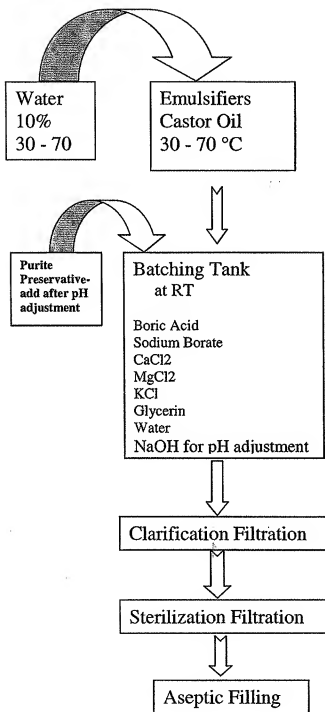 Water
10%
30 - 70
Emulsifiers
Castor Oil
30 - 70 °C
Purite
Preservative-
add after pH
adjustment
Batching Tank
at RT
Boric Acid
Sodium Borate
CaCl2
MgCl2
KCl
Glycerin
Water
NaOH for pH adjustment
Clarification Filtration
Sterilization Filtration
Aseptic Filling